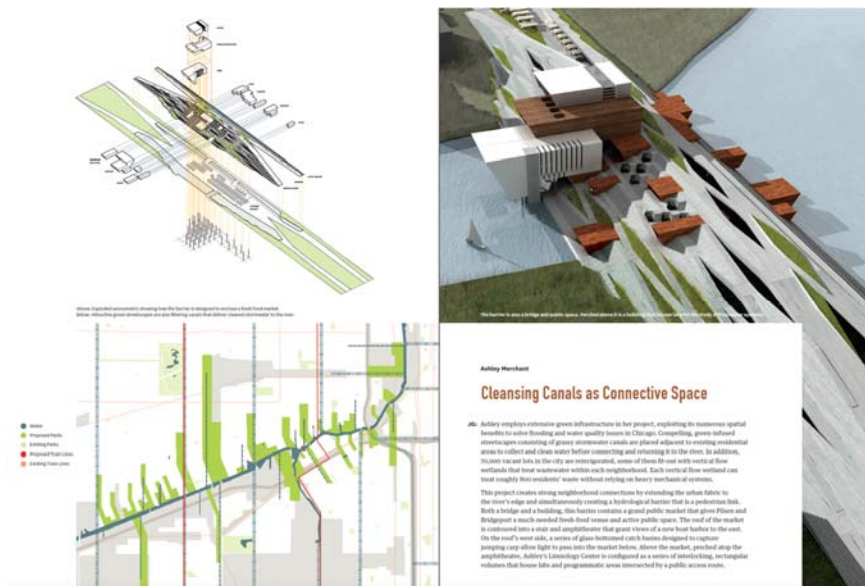 Above: Exploded axonometric showing how the barrier is designed to enclose a fresh food market.
Below: Attractive green streetscapes are also filtering canals that deliver cleaned stormwater to the river.
The barrier is also a bridge and public space. Perched above it is a building that houses labs for the study of
Water
Proposed Parks
Existing Parks
Proposed Train Lines
Existing Train Lines
Ashley Merchant
Cleansing Canals as Connective Space
JG: Ashley employs extensive green infrastructure in her project, exploiting its numerous spatial
benefits to solve flooding and water quality issues in Chicago. Compelling, green-infused
streetscapes consisting of grassy stormwater canals are placed adjacent to existing residential
areas to collect and clean water before connecting and returning it to the river. In addition,
70,000 vacant lots in the city are reinvigorated, some of them fit-out with vertical flow
wetlands that treat wastewater within each neighborhood. Each vertical flow wetland can
treat roughly 800 residents' waste without relying on heavy mechanical systems.
This project creates strong neighborhood connections by extending the urban fabric to
the river's edge and simultaneously creating a hydrological barrier that is a pedestrian link.
Both a bridge and a building, this barrier contains a grand public market that gives Pilsen and
Bridgeport a much needed fresh-food venue and active public space. The roof of the market
is contoured into a stair and amphitheater that grant views of a new boat harbor to the east.
On the roof's west side, a series of glass-bottomed catch basins designed to capture
jumping carp allow light to pass into the market below. Above the market, perched atop the
amphitheatre, Ashley's Limnology Center is configured as a series of interlocking, rectangular
volumes that house labs and programmatic areas intersected by a public access route.